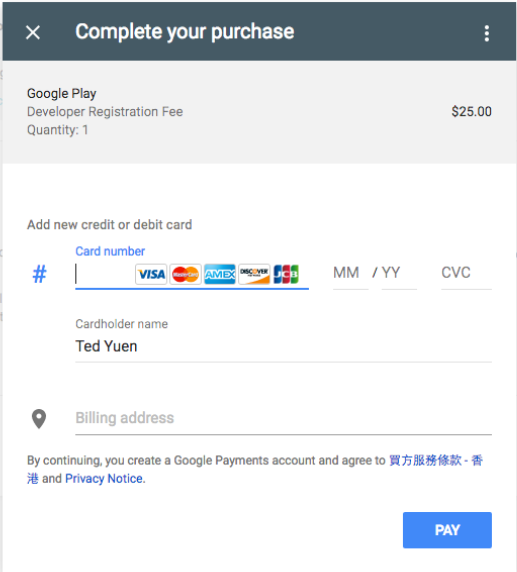 Complete your purchase
Google Play
Developer Registration Fee
$25.00
Quantity: 1
Add new credit or debit card
Card number
# VISA MasterCard AMEX DISCOVER JCB MM / YY CVC
Cardholder name
Ted Yuen
Billing address
By continuing, you create a Google Payments account and agree to 買方服務條款 - 香
港 and Privacy Notice.
PAY